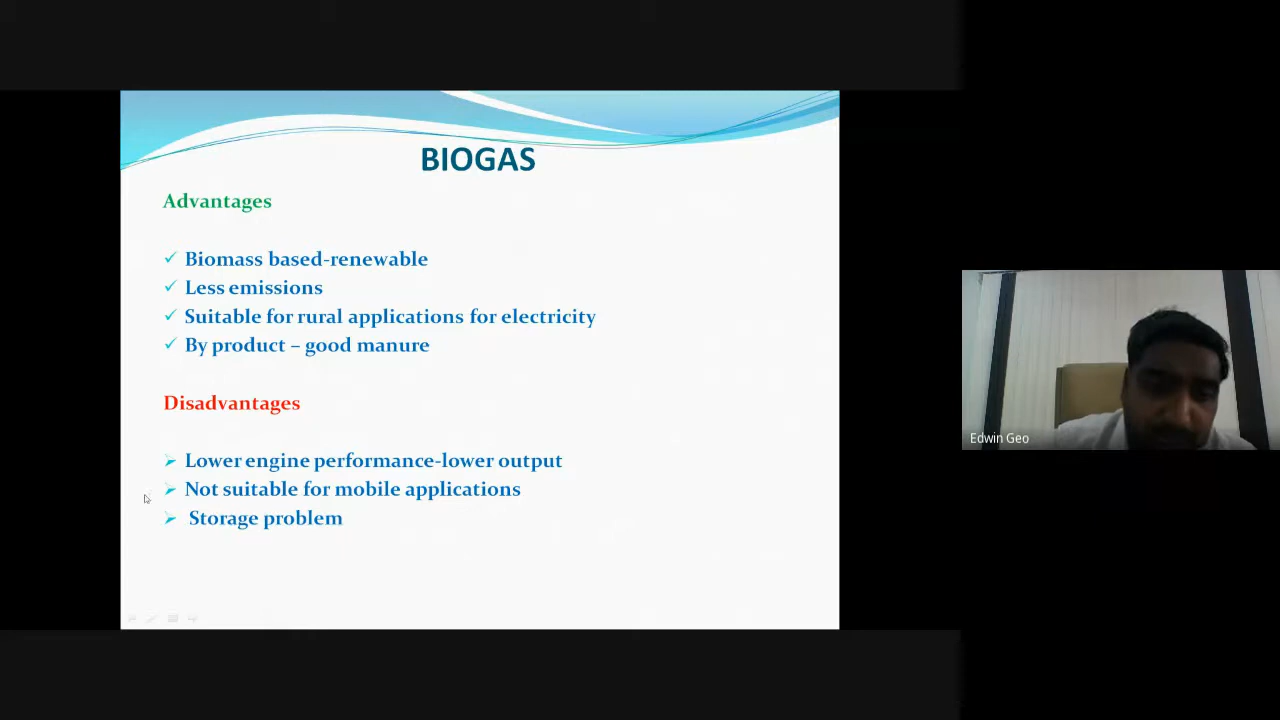 BIOGAS
Advantages
Biomass based-renewable
Less emissions
Suitable for rural applications for electricity
By product – good manure
Disadvantages
Lower engine performance-lower output
Not suitable for mobile applications
Storage problem
Edwin Geo